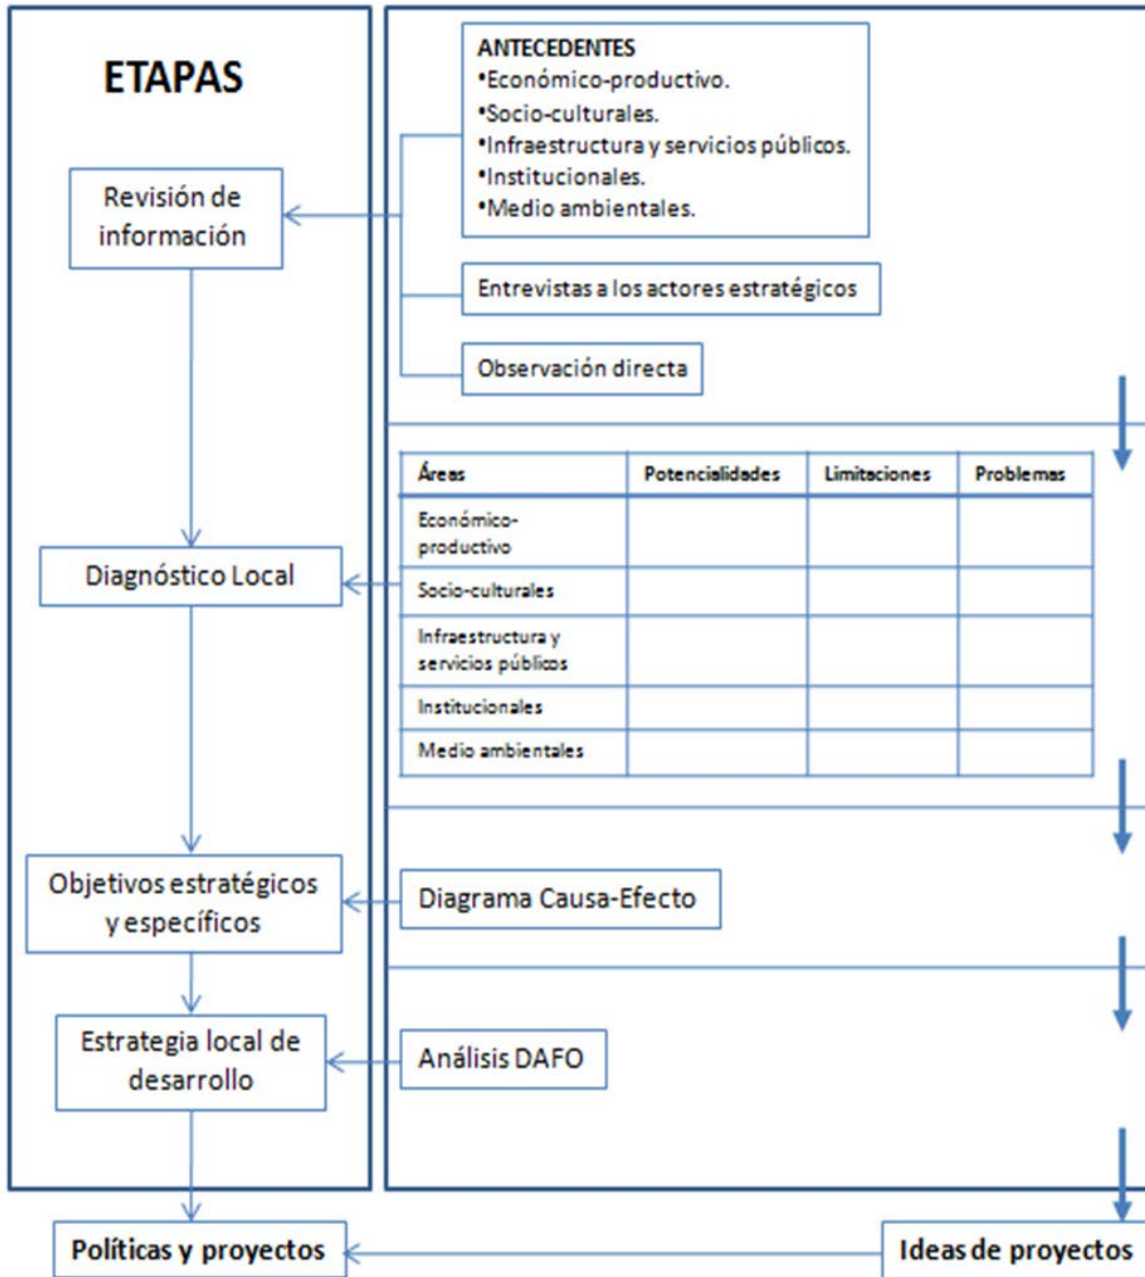 ETAPAS
Revisión de
información
ANTECEDENTES
•Económico-productivo.
•Socio-culturales.
•Infraestructura y servicios públicos.
•Institucionales.
•Medio ambientales.
Entrevistas a los actores estratégicos
Observación directa
Diagnóstico Local
Áreas Potencialidades Limitaciones Problemas
Económico-
productivo
Socio-culturales
Infraestructura y
servicios públicos
Institucionales
Medio ambientales
Objetivos estratégicos
y específicos
Diagrama Causa-Efecto
Estrategia local de
desarrollo
Análisis DAFO
Políticas y proyectos
Ideas de proyectos